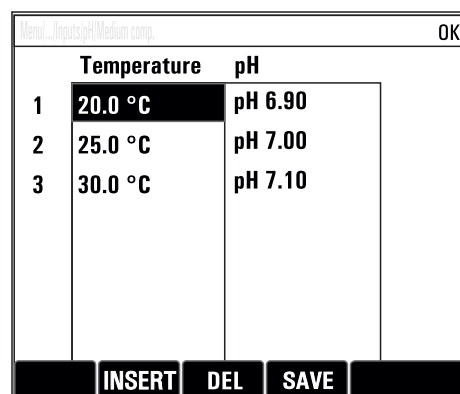 Menu/.../Inputs/pH/Medium comp. OK
Temperature pH
1 20.0 °C pH 6.90
2 25.0 °C pH 7.00
3 30.0 °C pH 7.10
INSERT DEL SAVE